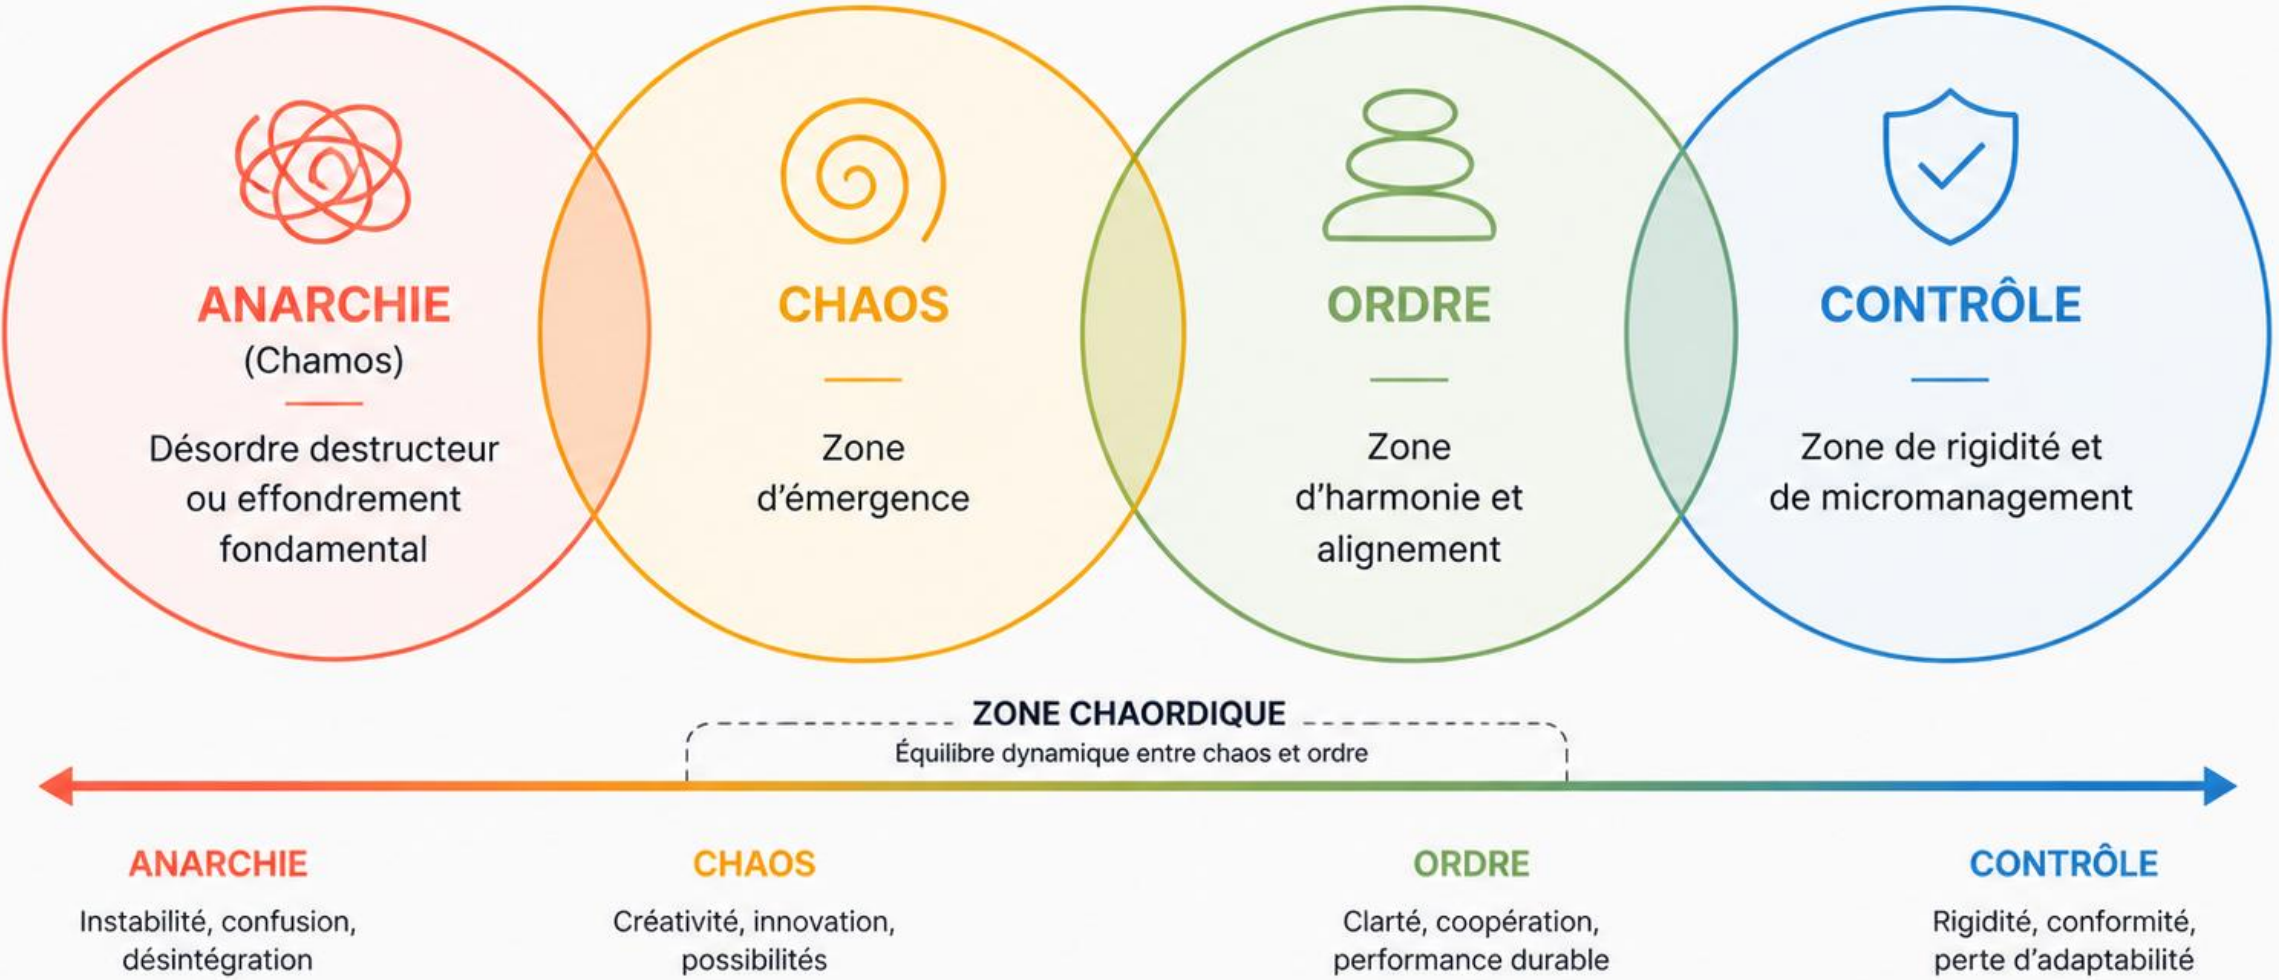 ANARCHIE
(Chamos)
Désordre destructeur
ou effondrement
fondamental
CHAOS
Zone
d’émergence
ORDRE
Zone
d’harmonie et
alignement
CONTRÔLE
Zone de rigidité et
de micromanagement
ZONE CHAORDIQUE
Équilibre dynamique entre chaos et ordre
ANARCHIE
Instabilité, confusion,
désintégration
CHAOS
Créativité, innovation,
possibilités
ORDRE
Clarté, coopération,
performance durable
CONTRÔLE
Rigidité, conformité,
perte d’adaptabilité